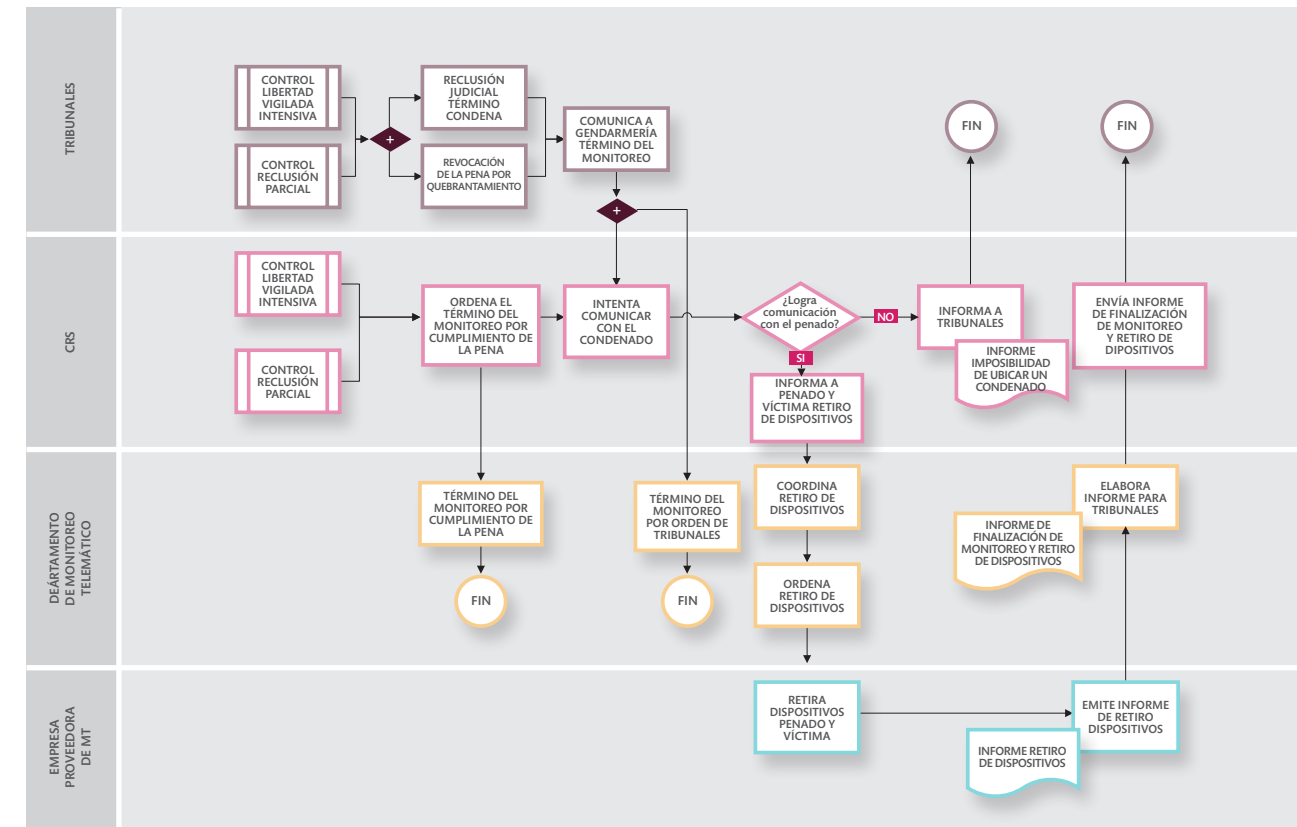 TRIBUNALES
CONTROL
LIBERTAD
VIGILADA
INTENSIVA
CONTROL
RECLUSIÓN
PARCIAL
+
RECLUSIÓN
JUDICIAL
TÉRMINO
CONDENA
REVOCACIÓN
DE LA PENA POR
QUEBRANTAMIENTO
COMUNICA A
GENDARMERÍA
TÉRMINO DEL
MONITOREO
+
FIN
FIN
CRS
CONTROL
LIBERTAD
VIGILADA
INTENSIVA
CONTROL
RECLUSIÓN
PARCIAL
ORDENA EL
TÉRMINO DEL
MONITOREO POR
CUMPLIMIENTO DE
LA PENA
INTENTA
COMUNICAR
CON EL
CONDENADO
¿Logra
comunicación
con el penado?
NO
SI
INFORMA A
TRIBUNALES
INFORME
IMPOSIBILIDAD
DE UBICAR UN
CONDENADO
ENVÍA INFORME
DE FINALIZACIÓN
DE MONITOREO
Y RETIRO DE
DIPOSITIVOS
INFORMA A
PENADO Y
VÍCTIMA RETIRO
DE DISPOSITIVOS
DEÁRTAMENTO
DE MONITOREO
TELEMÁTICO
TÉRMINO DEL
MONITOREO POR
CUMPLIMIENTO DE
LA PENA
FIN
TÉRMINO DEL
MONITOREO
POR ORDEN DE
TRIBUNALES
FIN
COORDINA
RETIRO DE
DISPOSITIVOS
ORDENA
RETIRO DE
DISPOSITIVOS
ELABORA
INFORME PARA
TRIBUNALES
INFORME DE
FINALIZACIÓN DE
MONITOREO Y RETIRO
DE DISPOSITIVOS
EMPRESA
PROVEEDORA
DE MT
RETIRA
DISPOSITIVOS
PENADO Y
VÍCTIMA
EMITE INFORME
DE RETIRO
DISPOSITIVOS
INFORME RETIRO
DE DISPOSITIVOS